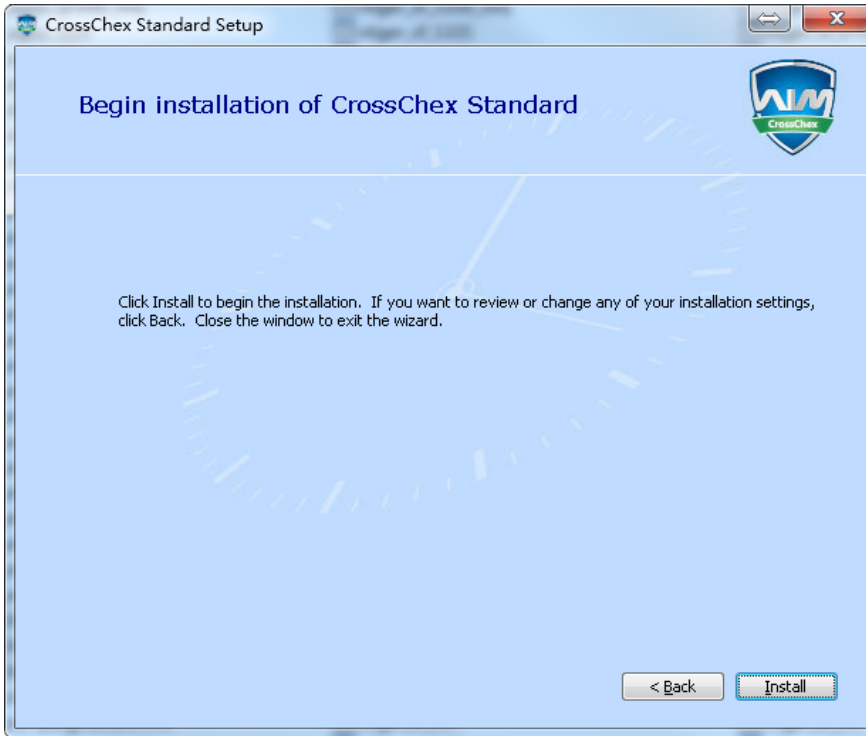 CrossChex Standard Setup
Begin installation of CrossChex Standard
CrossChex
Click Install to begin the installation. If you want to review or change any of your installation settings,
click Back. Close the window to exit the wizard.
< Back
Install